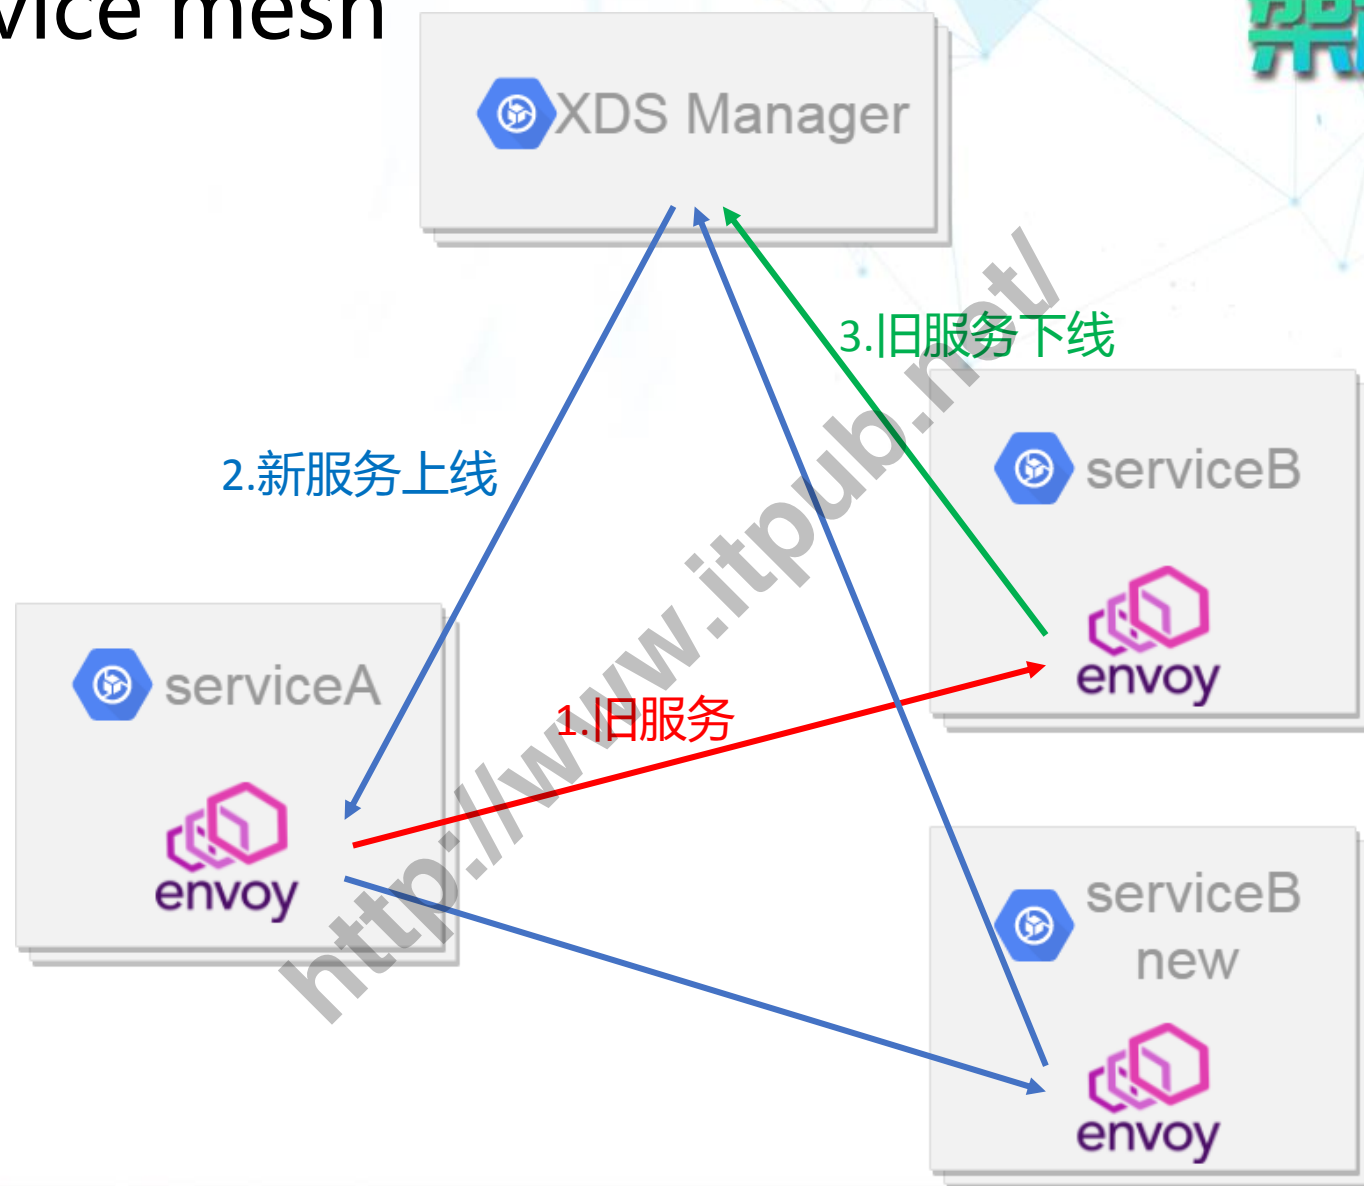 vice mesh
XDS Manager
3.旧服务下线
2.新服务上线
serviceB
envoy
serviceA
1.旧服务
envoy
serviceB
new
envoy
http://www.itpub.net/